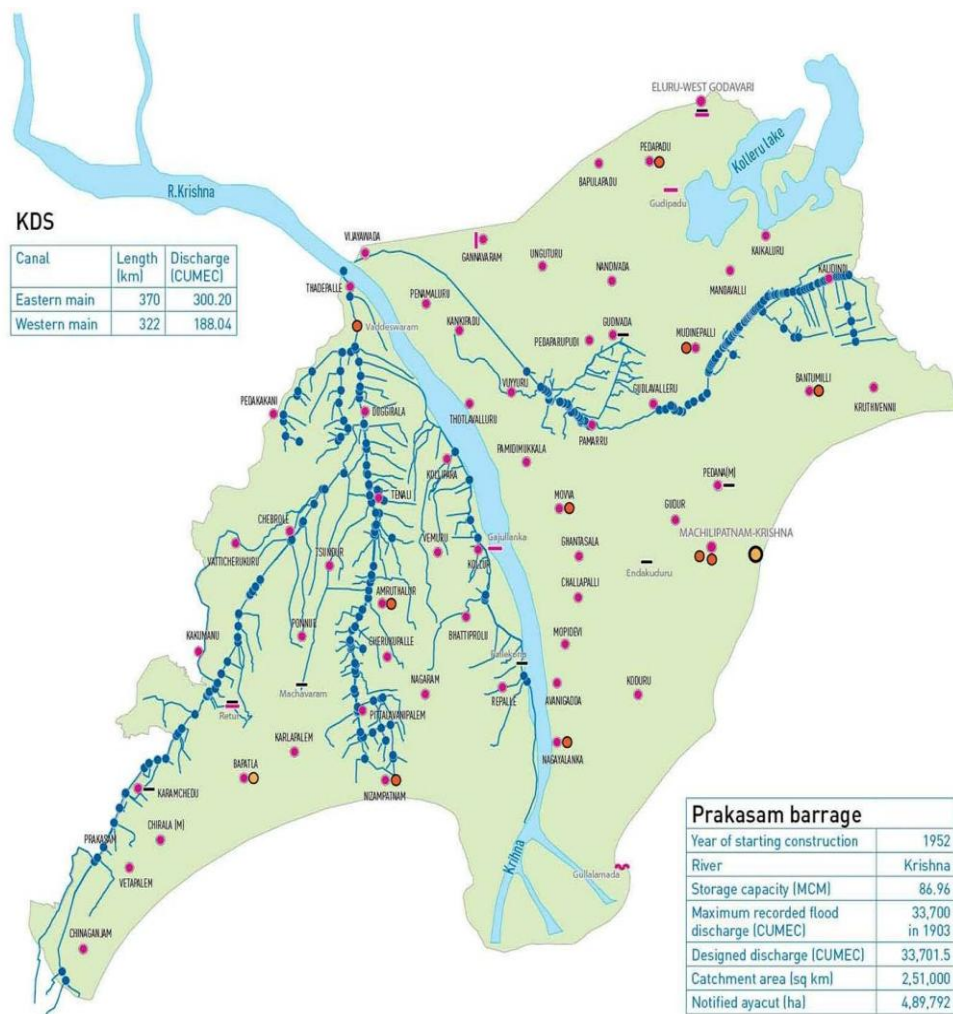 ELURU-WEST GODAVARI
Kolleru lake
PEDAPADU
BAPULAPADU
Gudipadu
R.Krishna
KDS
Canal Length (km) Discharge (CUMEC)
Eastern main 370 300.20
Western main 322 188.04
VIJAYAWADA
GANNAVARAM
KAIKALURU
UNGUTURU
NANDIVADA
MANDAVALLI
KALIDINDI
THADEPALLE
PENAMALURU
Vaddeswaram
KANKIPADU
PEDAPARUPUDI
GUDIVADA
MUDINEPALLI
PEDAKAKANI
DUGGIRALA
VUYYURU
THOTLAVALLURU
GUDLAVALLERU
BANTUMILLI
KRUTHIVENNU
PAMARRU
PAMIDIMUKKALA
KOLLIPARA
TENALI
MOVVA
PEDANA(M)
GUDUR
CHEBROLE
VATTICHERUKURU
TSUNDUR
VEMURU
KOLLUR
Gajullanka
GHANTASALA
MACHILIPATNAM-KRISHNA
Endakuduru
CHALLAPALLI
AMRUTHALUR
PONNUR
BHATTIPROLU
KAKUMANU
CHERUKUPALLE
MOPIDEVI
Pallekona
Machavaram
NAGARAM
REPALLE
AVANIGADDA
KODURU
Retur
PITTALAVANIPALEM
KARLAPALEM
NAGAYALANKA
BAPATLA
NIZAMPATNAM
KARAMCHEDU
PRAKASAM
CHIRALA (M)
VETAPALEM
Krihna
Gullalamada
CHINAGANJAM
Prakasam barrage
Year of starting construction 1952
River Krishna
Storage capacity (MCM) 86.96
Maximum recorded flood 33,700
discharge (CUMEC) in 1903
Designed discharge (CUMEC) 33,701.5
Catchment area (sq km) 2,51,000
Notified ayacut (ha) 4,89,792